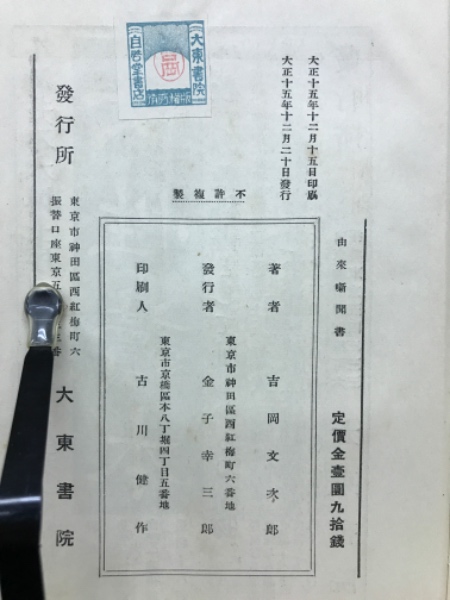 由來噺聞書
定價金壹圓九拾錢
大正十五年十二月十五日印刷
大正十五年十二月二十日發行
不許複製
著者 吉岡文次郎
東京市神田區西紅梅町六番地
發行者 金子幸三郎
東京市京橋區本八丁堀四丁目五番地
印刷人 古川健作
發行所
東京市神田區西紅梅町六
振替口座東京五
大東書院
大東書院